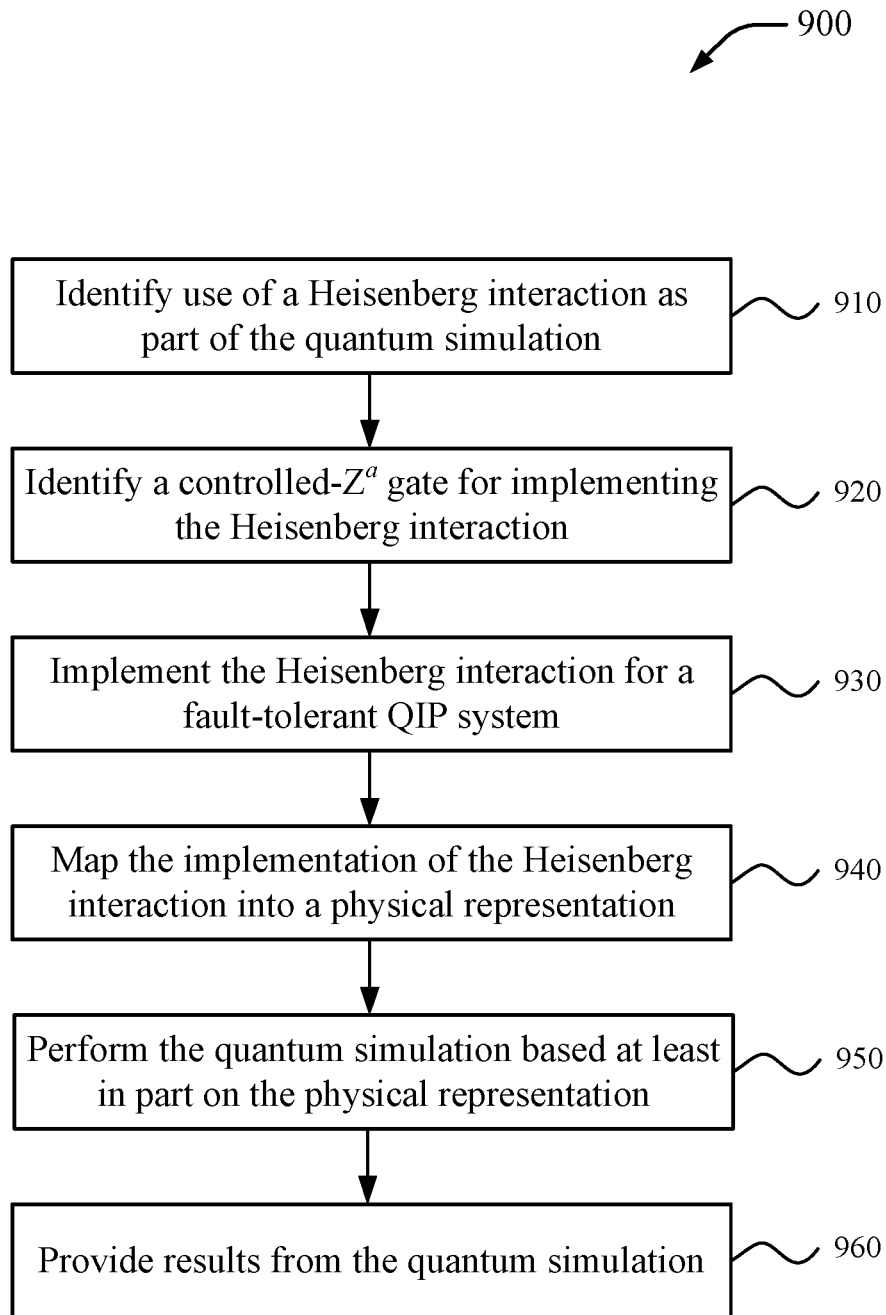 900
Identify use of a Heisenberg interaction as
part of the quantum simulation
910
Identify a controlled-Zᵃ gate for implementing
the Heisenberg interaction
920
Implement the Heisenberg interaction for a
fault-tolerant QIP system
930
Map the implementation of the Heisenberg
interaction into a physical representation
940
Perform the quantum simulation based at least
in part on the physical representation
950
Provide results from the quantum simulation
960